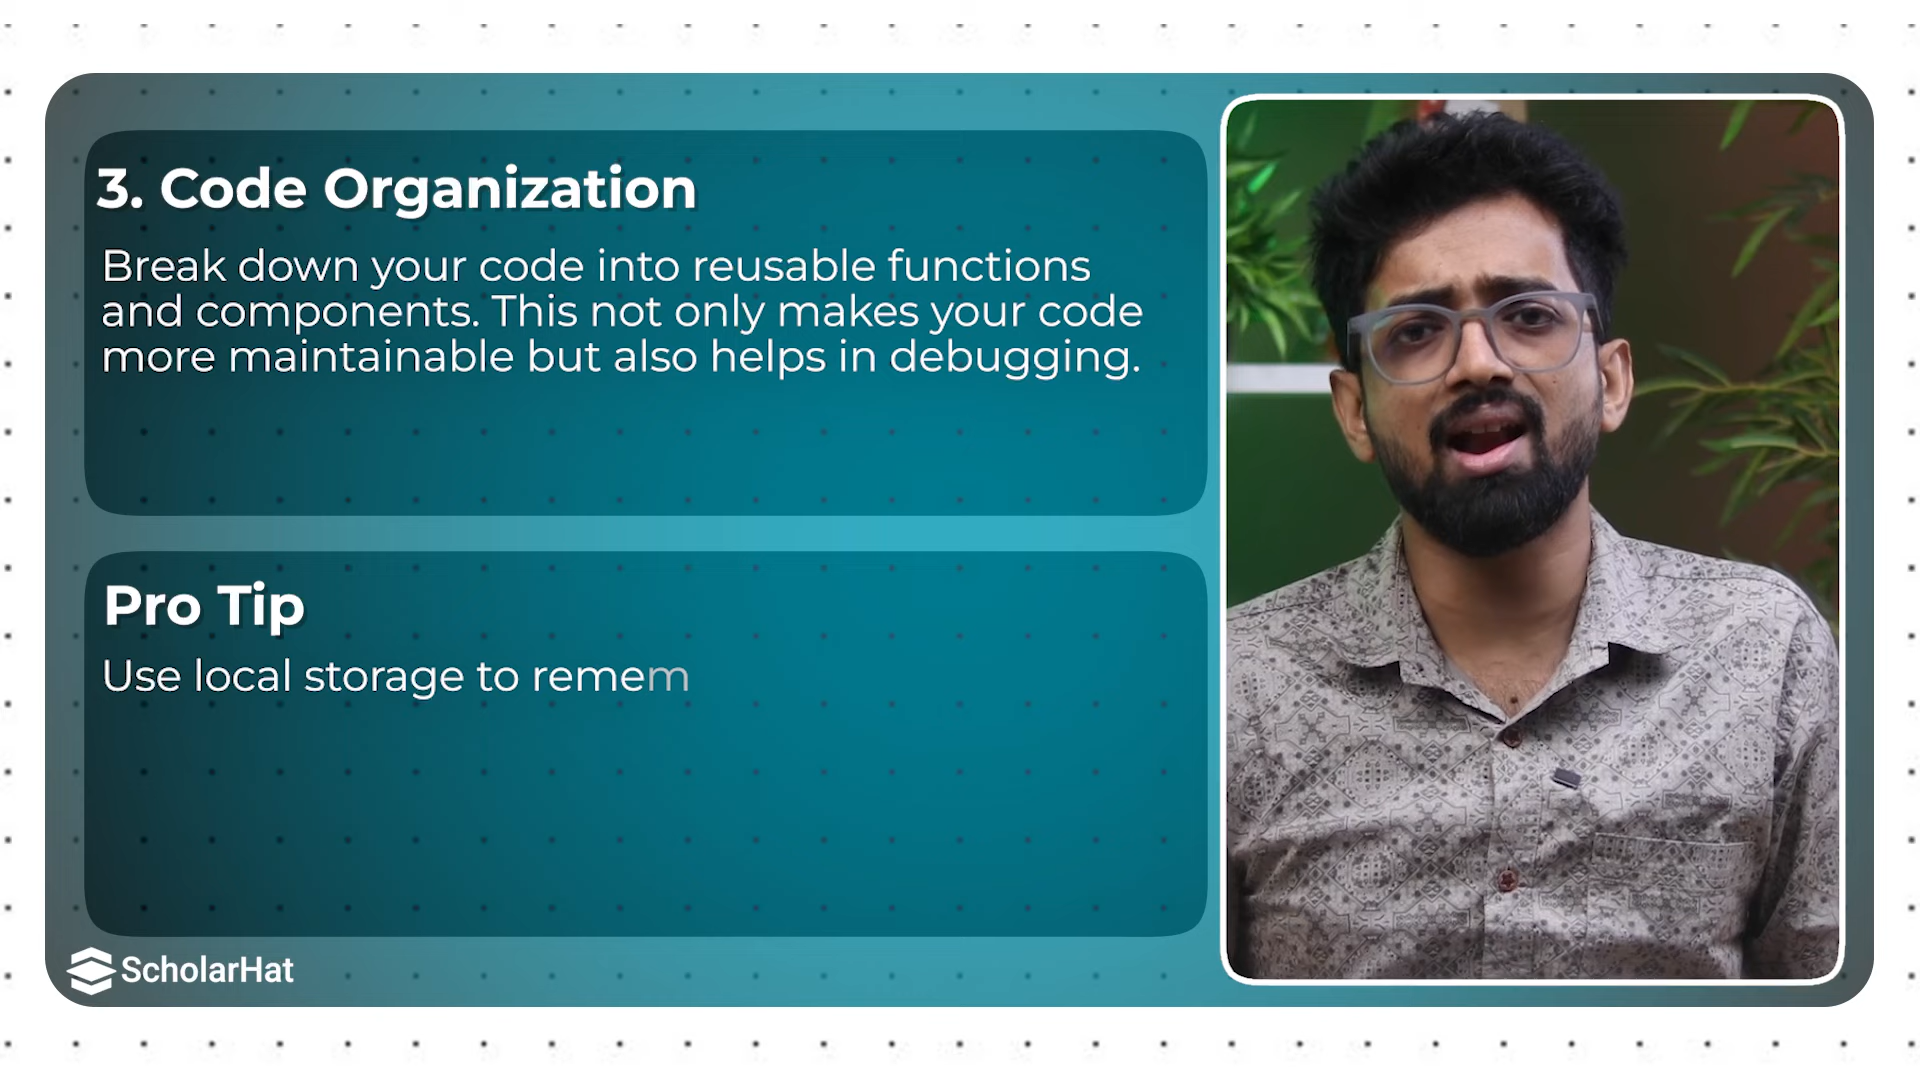 3. Code Organization
Break down your code into reusable functions
and components. This not only makes your code
more maintainable but also helps in debugging.
Pro Tip
Use local storage to remem
ScholarHat